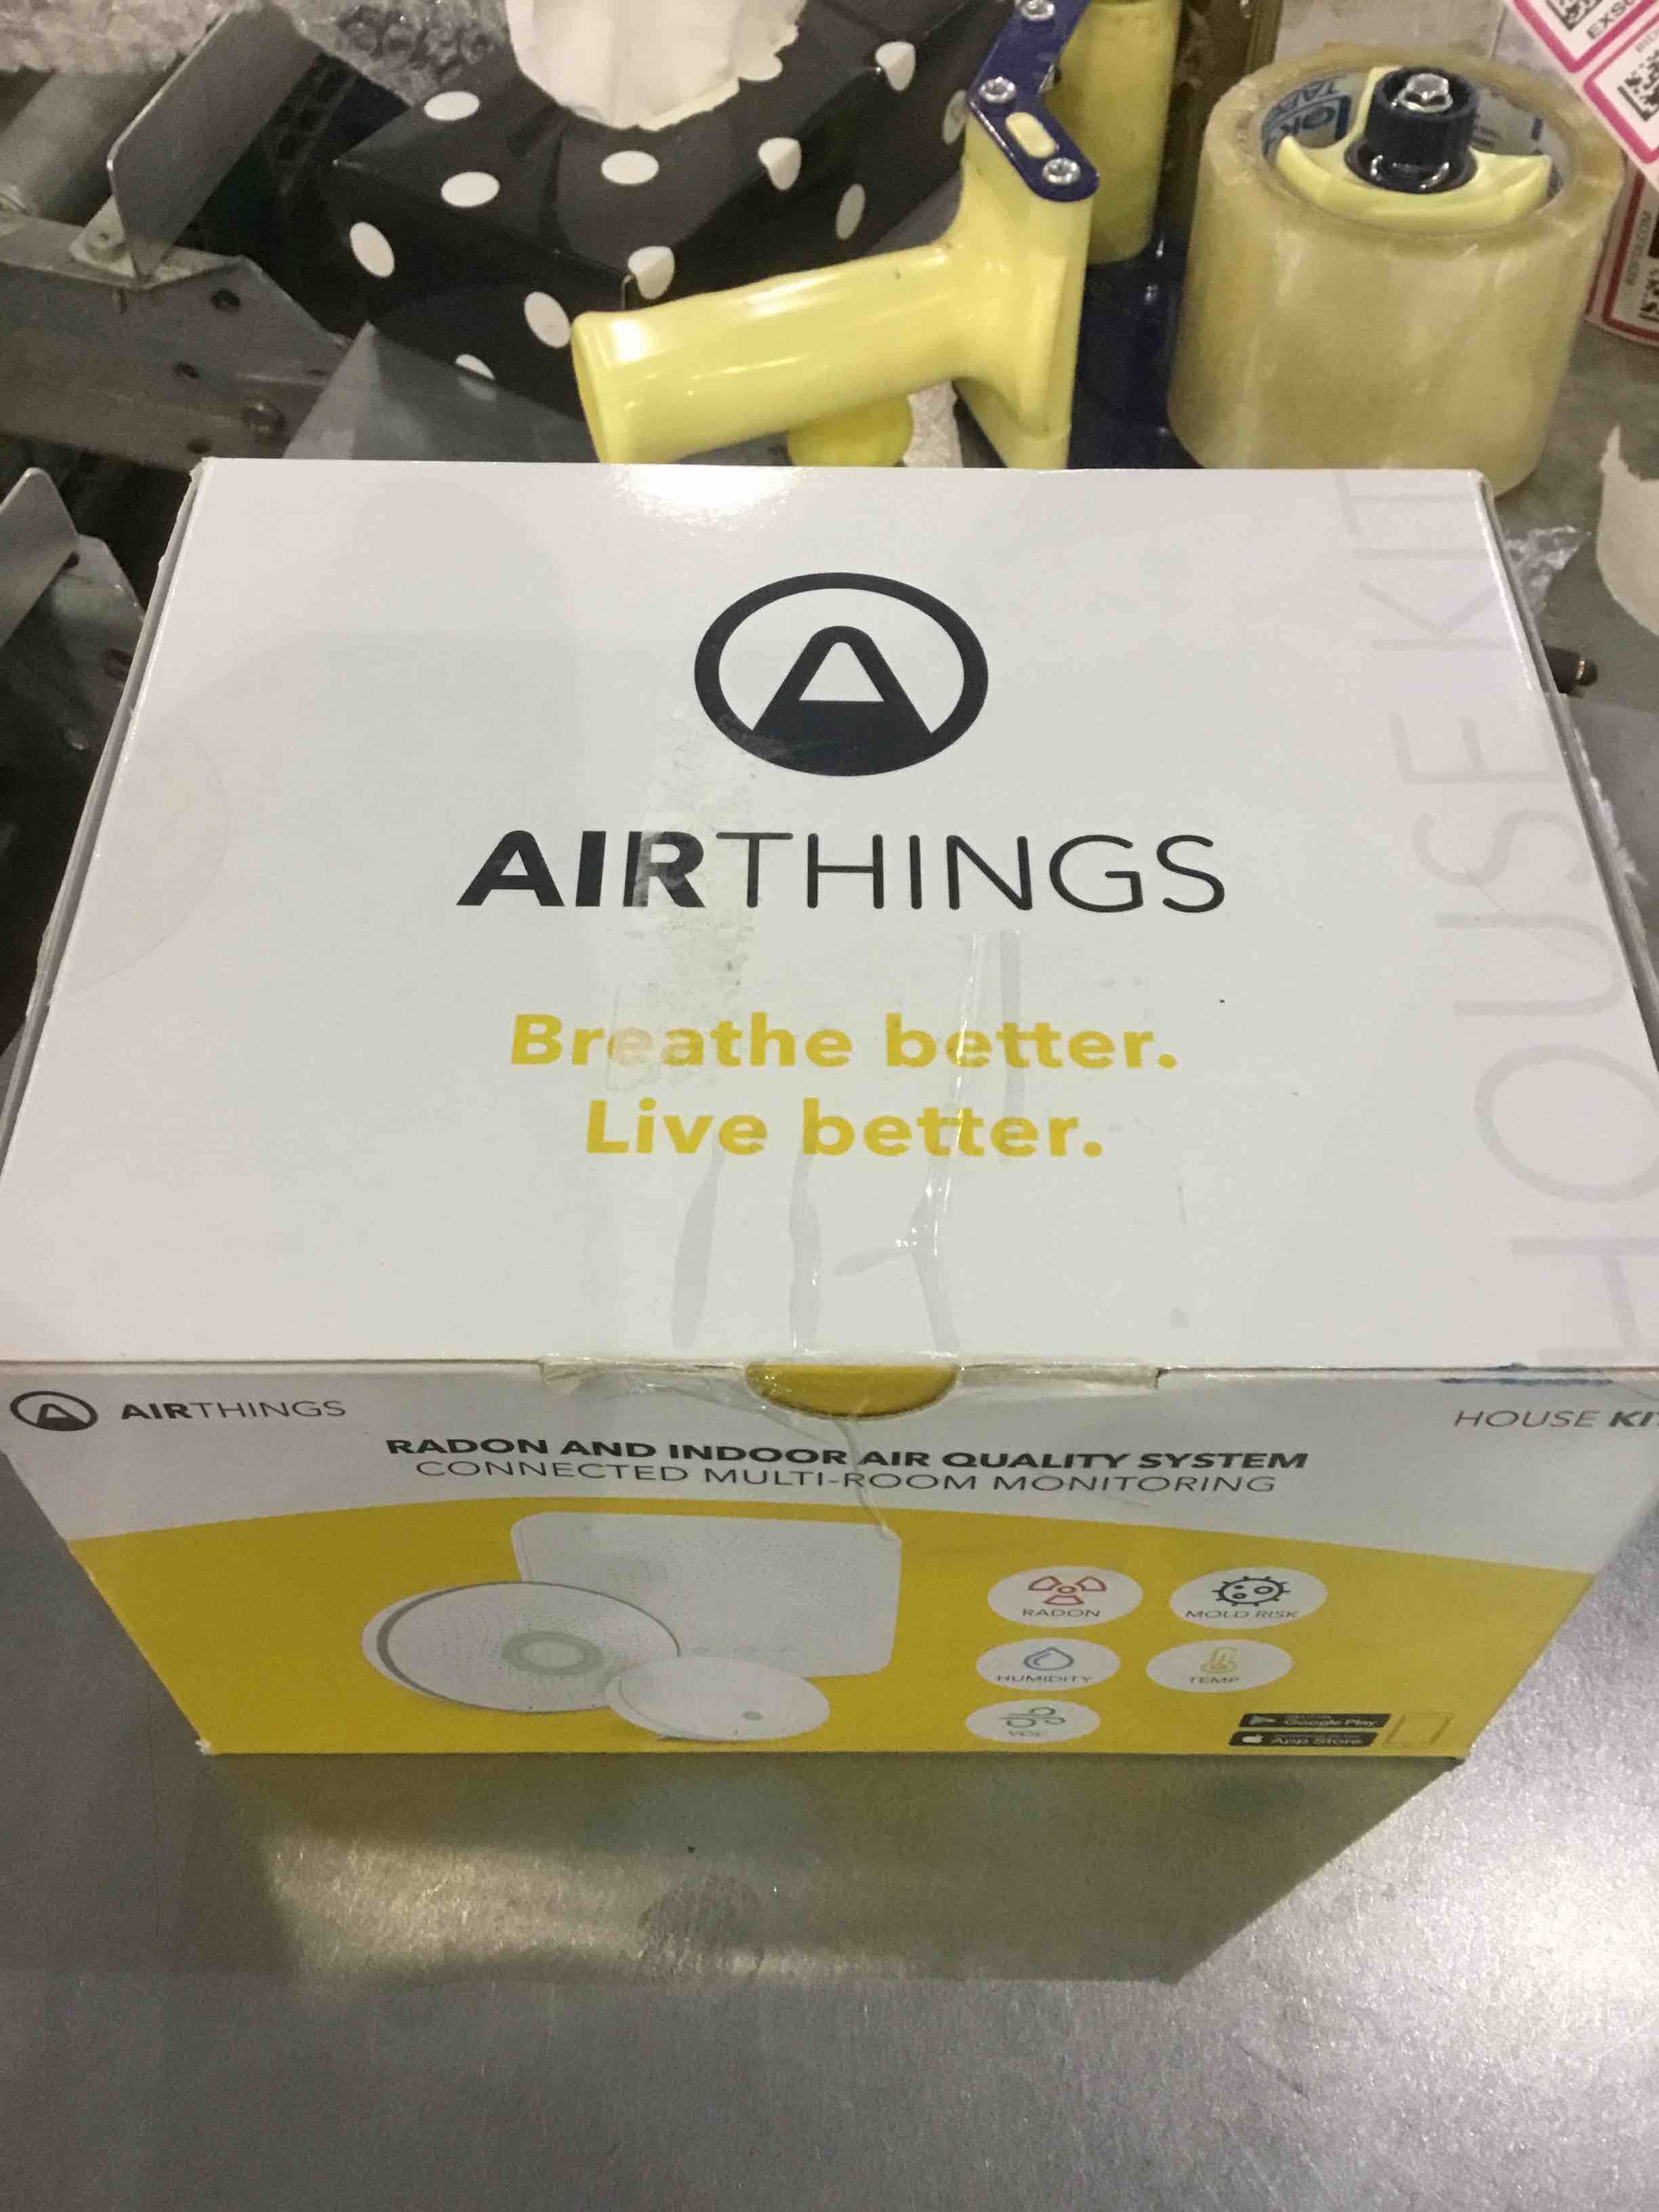 AIRTHINGS
Breathe better.
Live better.
HOUSE KIT
AIRTHINGS
HOUSE KI
RADON AND INDOOR AIR QUALITY SYSTEM
CONNECTED MULTI-ROOM MONITORING
RADON
MOLD RISK
HUMIDITY
TEMP
VOC
Google Play
App Store